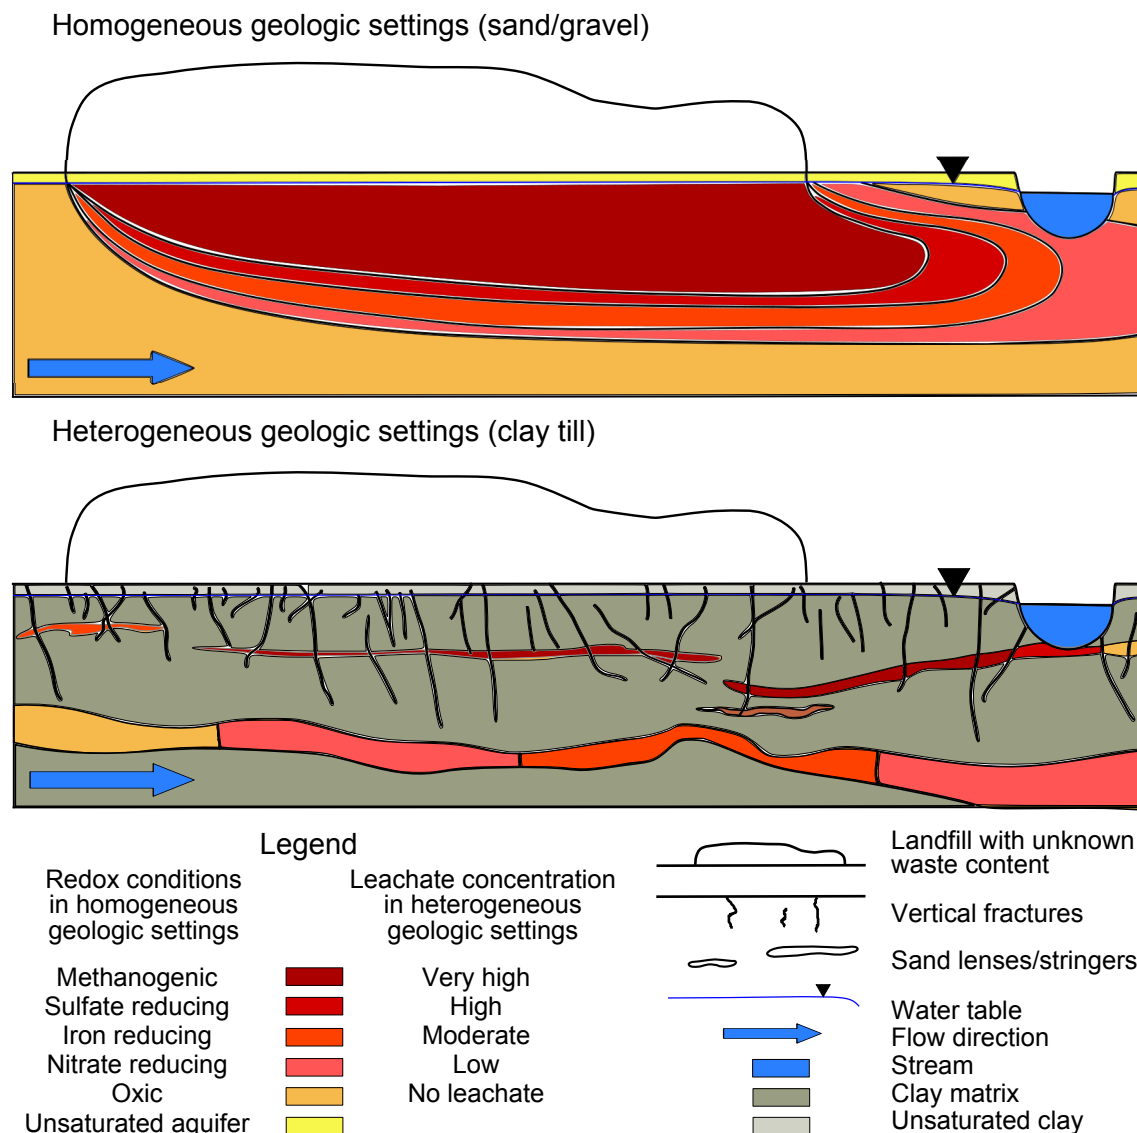 Homogeneous geologic settings (sand/gravel)
Heterogeneous geologic settings (clay till)
Legend
Redox conditions
in homogeneous
geologic settings
Leachate concentration
in heterogeneous
geologic settings
Methanogenic
Very high
Sulfate reducing
High
Iron reducing
Moderate
Nitrate reducing
Low
Oxic
No leachate
Unsaturated aquifer
Landfill with unknown
waste content
Vertical fractures
Sand lenses/stringers
Water table
Flow direction
Stream
Clay matrix
Unsaturated clay